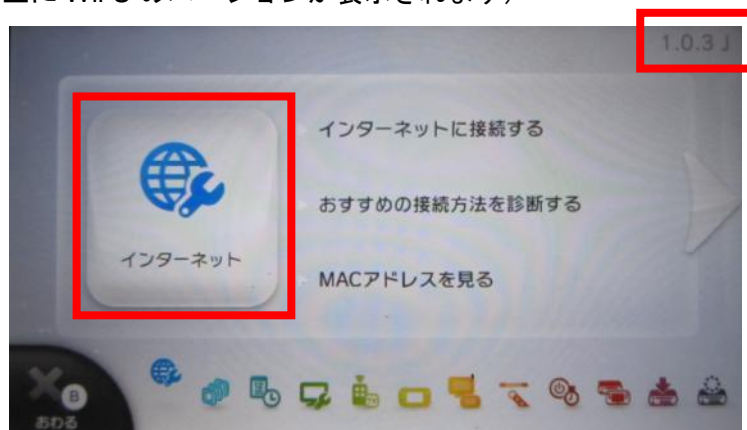 1.0.3 J
インターネットに接続する
おすすめの接続方法を診断する
インターネット
MACアドレスを見る
B
おわる